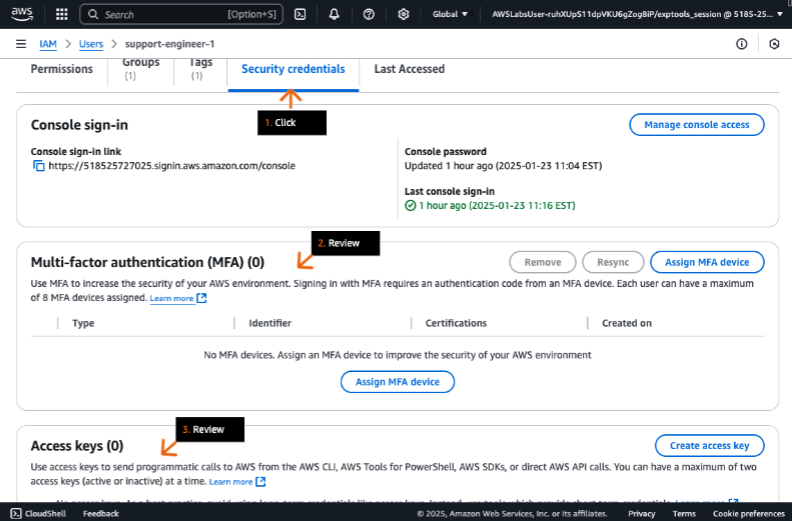 aws
Search
[Option+S]
Global
AWSLabsUser-ruhXUpS11dpVKU6gZog8iP/exptools_session @ 5185-25...
IAM > Users > support-engineer-1
Permissions
Groups
(1)
Tags
(1)
Security credentials
Last Accessed
1. Click
Console sign-in
Manage console access
Console sign-in link
https://518525727025.signin.aws.amazon.com/console
Console password
Updated 1 hour ago (2025-01-23 11:04 EST)
Last console sign-in
1 hour ago (2025-01-23 11:16 EST)
2. Review
Multi-factor authentication (MFA) (0)
Remove
Resync
Assign MFA device
Use MFA to increase the security of your AWS environment. Signing in with MFA requires an authentication code from an MFA device. Each user can have a maximum
of 8 MFA devices assigned. Learn more
Type
Identifier
Certifications
Created on
No MFA devices. Assign an MFA device to improve the security of your AWS environment
Assign MFA device
3. Review
Access keys (0)
Create access key
Use access keys to send programmatic calls to AWS from the AWS CLI, AWS Tools for PowerShell, AWS SDKs, or direct AWS API calls. You can have a maximum of two
access keys (active or inactive) at a time. Learn more
CloudShell
Feedback
© 2025, Amazon Web Services, Inc. or its affiliates.
Privacy
Terms
Cookie preferences